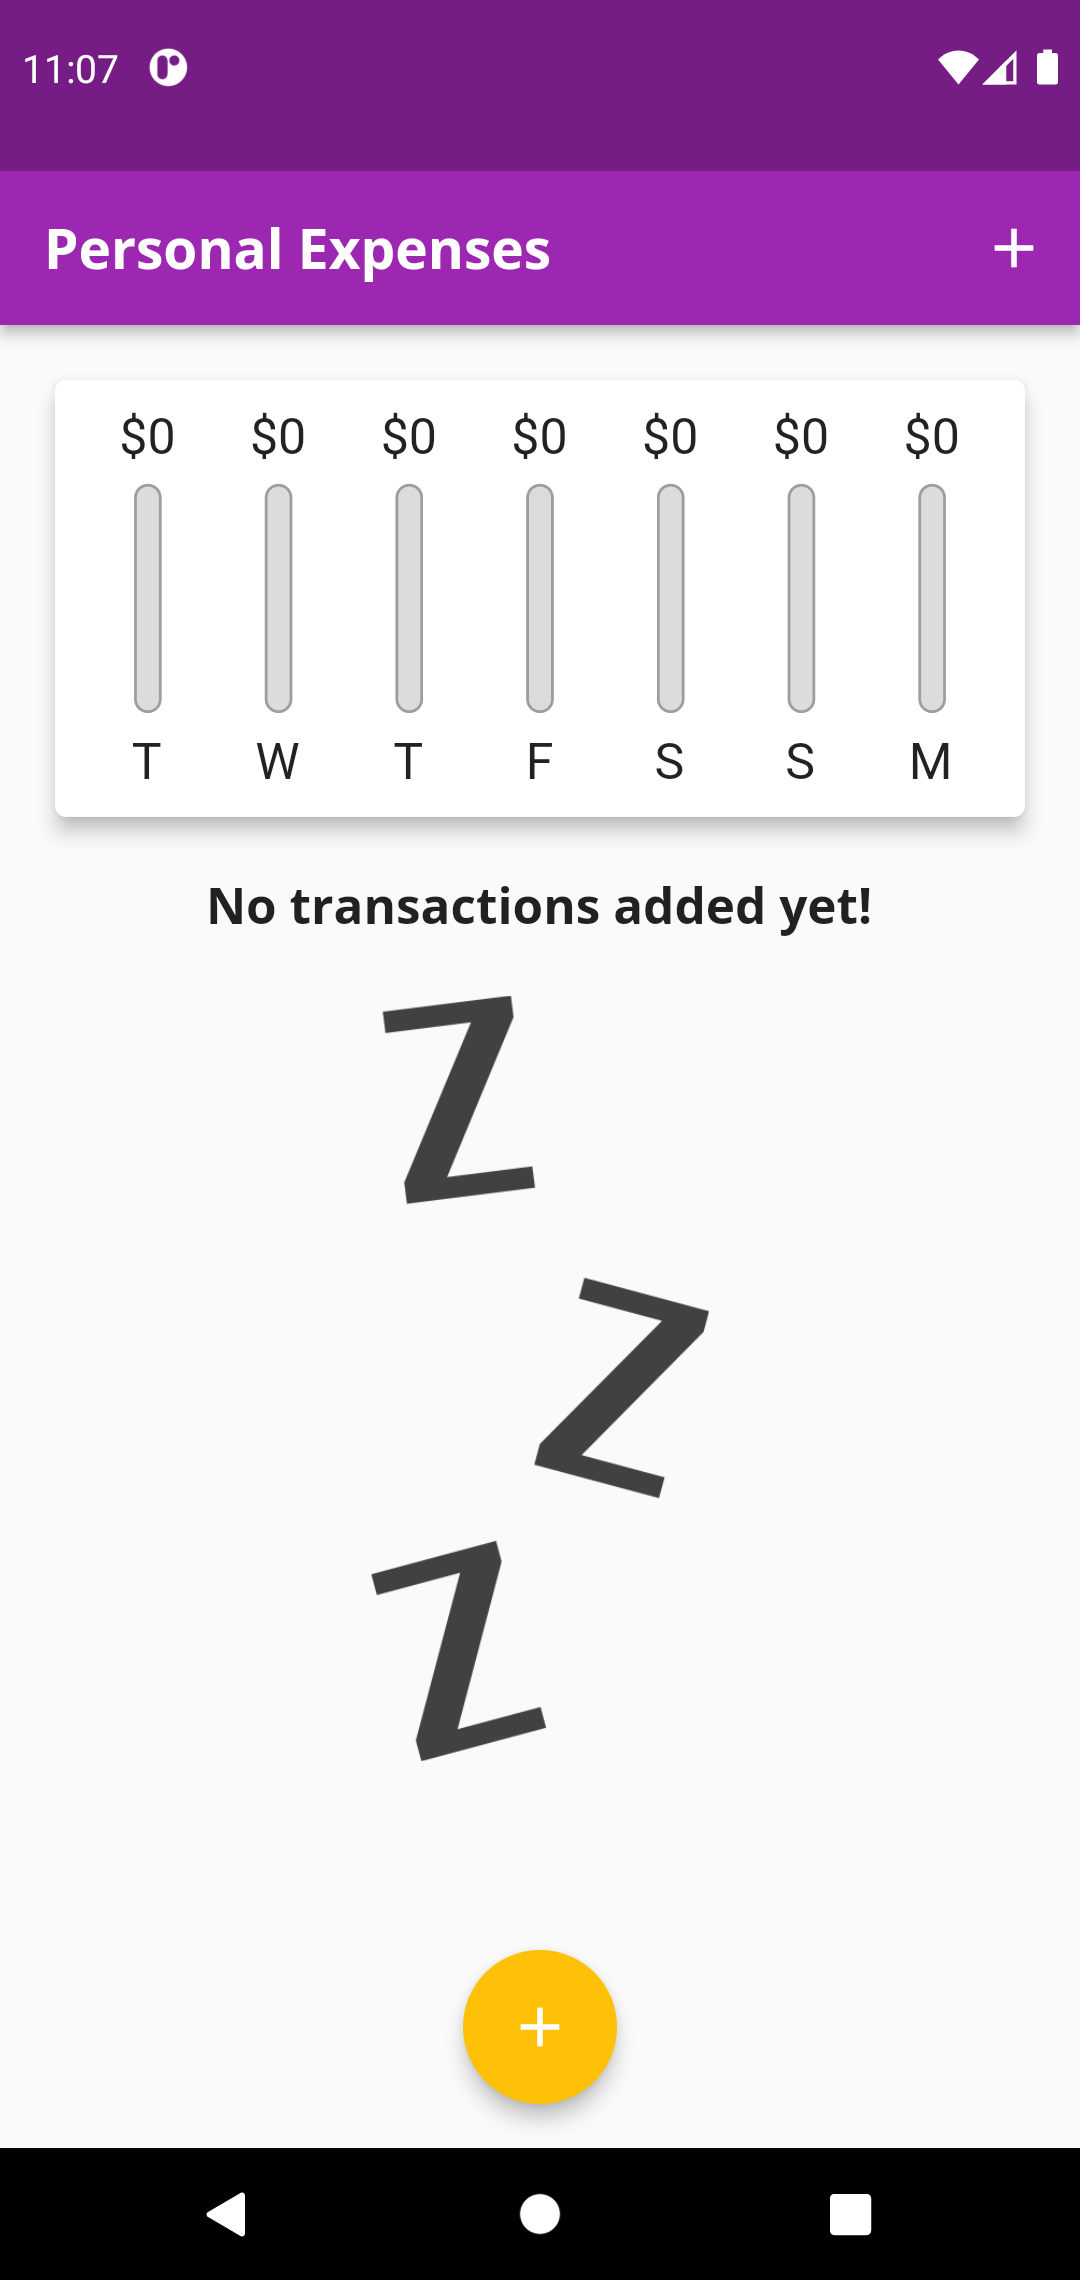 11:07
Personal Expenses
$0 $0 $0 $0 $0 $0 $0
T W T F S S M
No transactions added yet!
Z
Z
Z